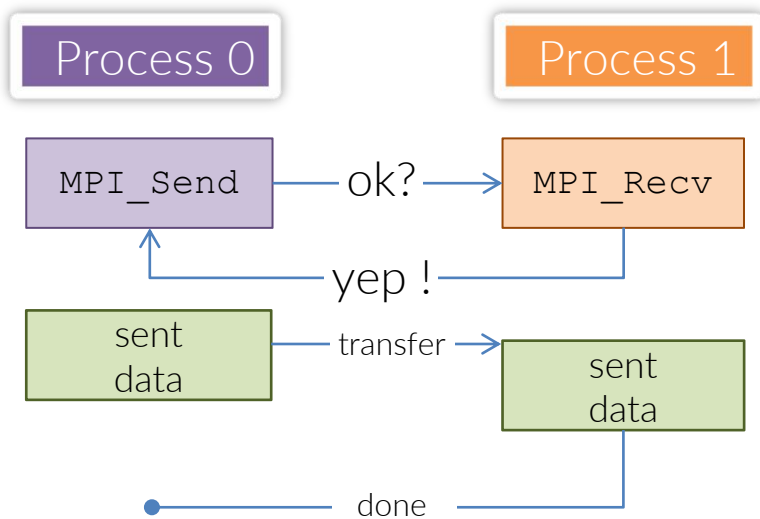 Process 0
Process 1
MPI_Send
ok?
MPI_Recv
yep !
sent
data
transfer
sent
data
done